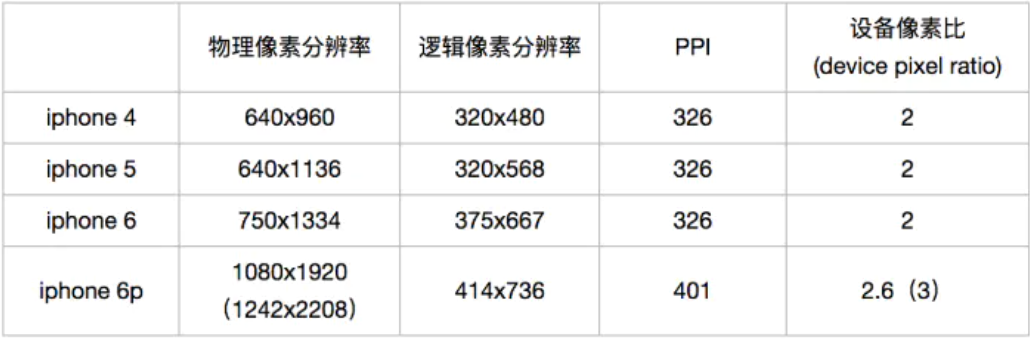 物理像素分辨率 逻辑像素分辨率 PPI 设备像素比
(device pixel ratio)
iphone 4 640x960 320x480 326 2
iphone 5 640x1136 320x568 326 2
iphone 6 750x1334 375x667 326 2
iphone 6p 1080x1920
（1242x2208） 414x736 401 2.6（3）